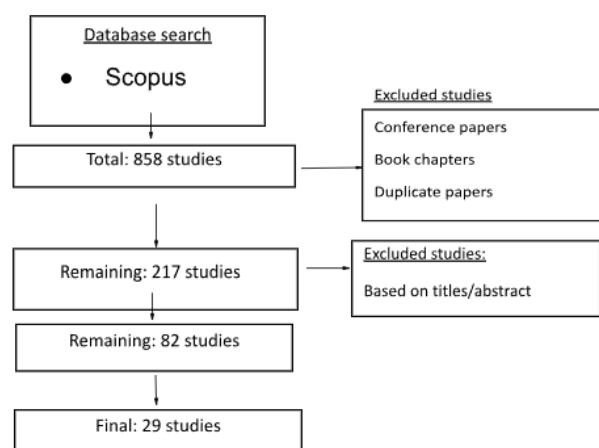 Database search
● Scopus
Total: 858 studies
Excluded studies
Conference papers
Book chapters
Duplicate papers
Remaining: 217 studies
Excluded studies:
Based on titles/abstract
Remaining: 82 studies
Final: 29 studies